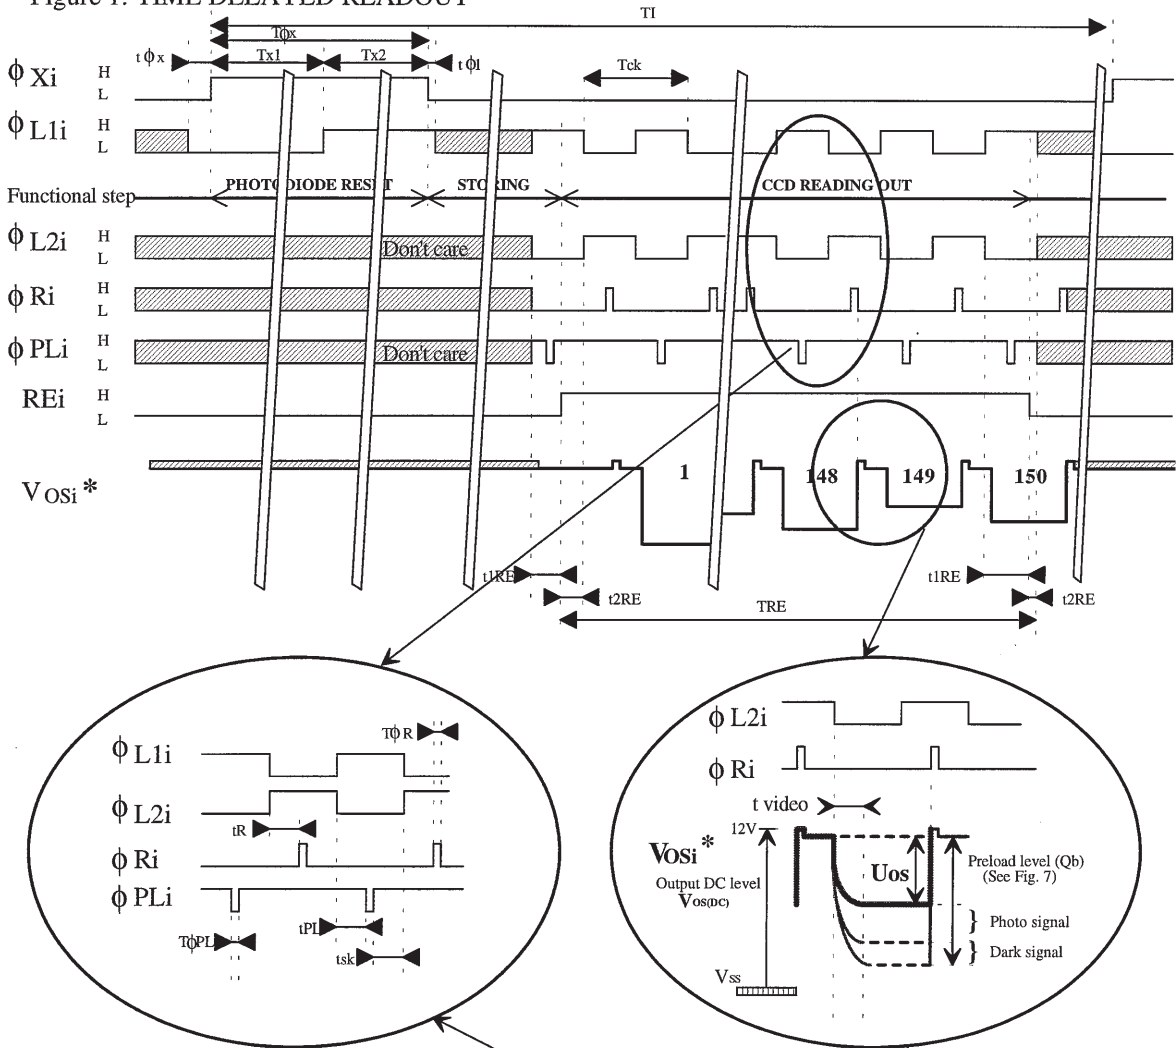 Figure 1: TIME DELAYED READOUT
TI
Tϕx
tϕx Tx1 Tx2 tϕl
ϕXi H L
Tck
ϕL1i H L
Functional step PHOTODIODE RESET STORING CCD READING OUT
ϕL2i H L Don't care
ϕRi H L
ϕPLi H L Don't care
REi H L
VOSi* 1 148 149 150
t1RE t1RE
t2RE t2RE
TRE
TϕR
ϕL1i
ϕL2i
tR
ϕRi
ϕPLi
tPL
TϕPL
tsk
ϕL2i
ϕRi
t video
12V
VOSi*
Output DC level
VOS(DC)
Uos
Preload level (Qb)
(See Fig. 7)
} Photo signal
} Dark signal
Vss